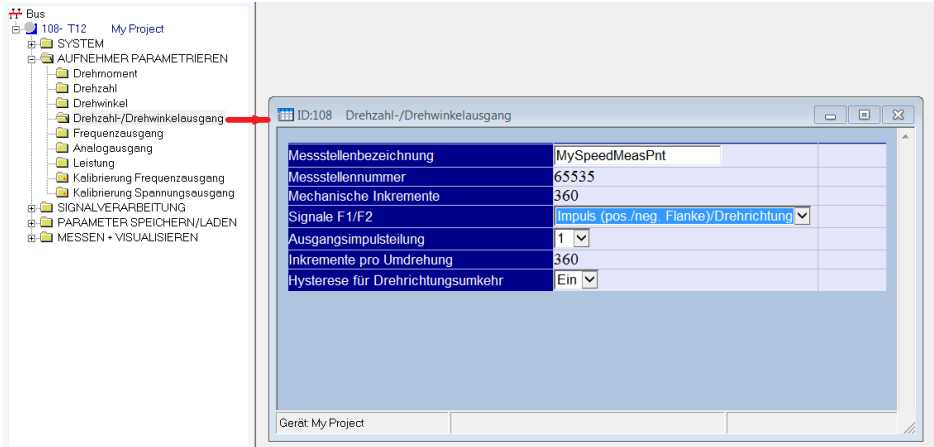 Bus
108- T12 My Project
SYSTEM
AUFNEHMER PARAMETRIEREN
Drehmoment
Drehzahl
Drehwinkel
Drehzahl-/Drehwinkelausgang
Frequenzausgang
Analogausgang
Leistung
Kalibrierung Frequenzausgang
Kalibrierung Spannungsausgang
SIGNALVERARBEITUNG
PARAMETER SPEICHERN/LADEN
MESSEN + VISUALISIEREN
ID:108 Drehzahl-/Drehwinkelausgang
Messstellenbezeichnung MySpeedMeasPnt
Messstellennummer 65535
Mechanische Inkremente 360
Signale F1/F2 Impuls (pos./neg. Flanke)/Drehrichtung
Ausgangsimpulsteilung 1
Inkremente pro Umdrehung 360
Hysterese für Drehrichtungsumkehr Ein
Gerät: My Project